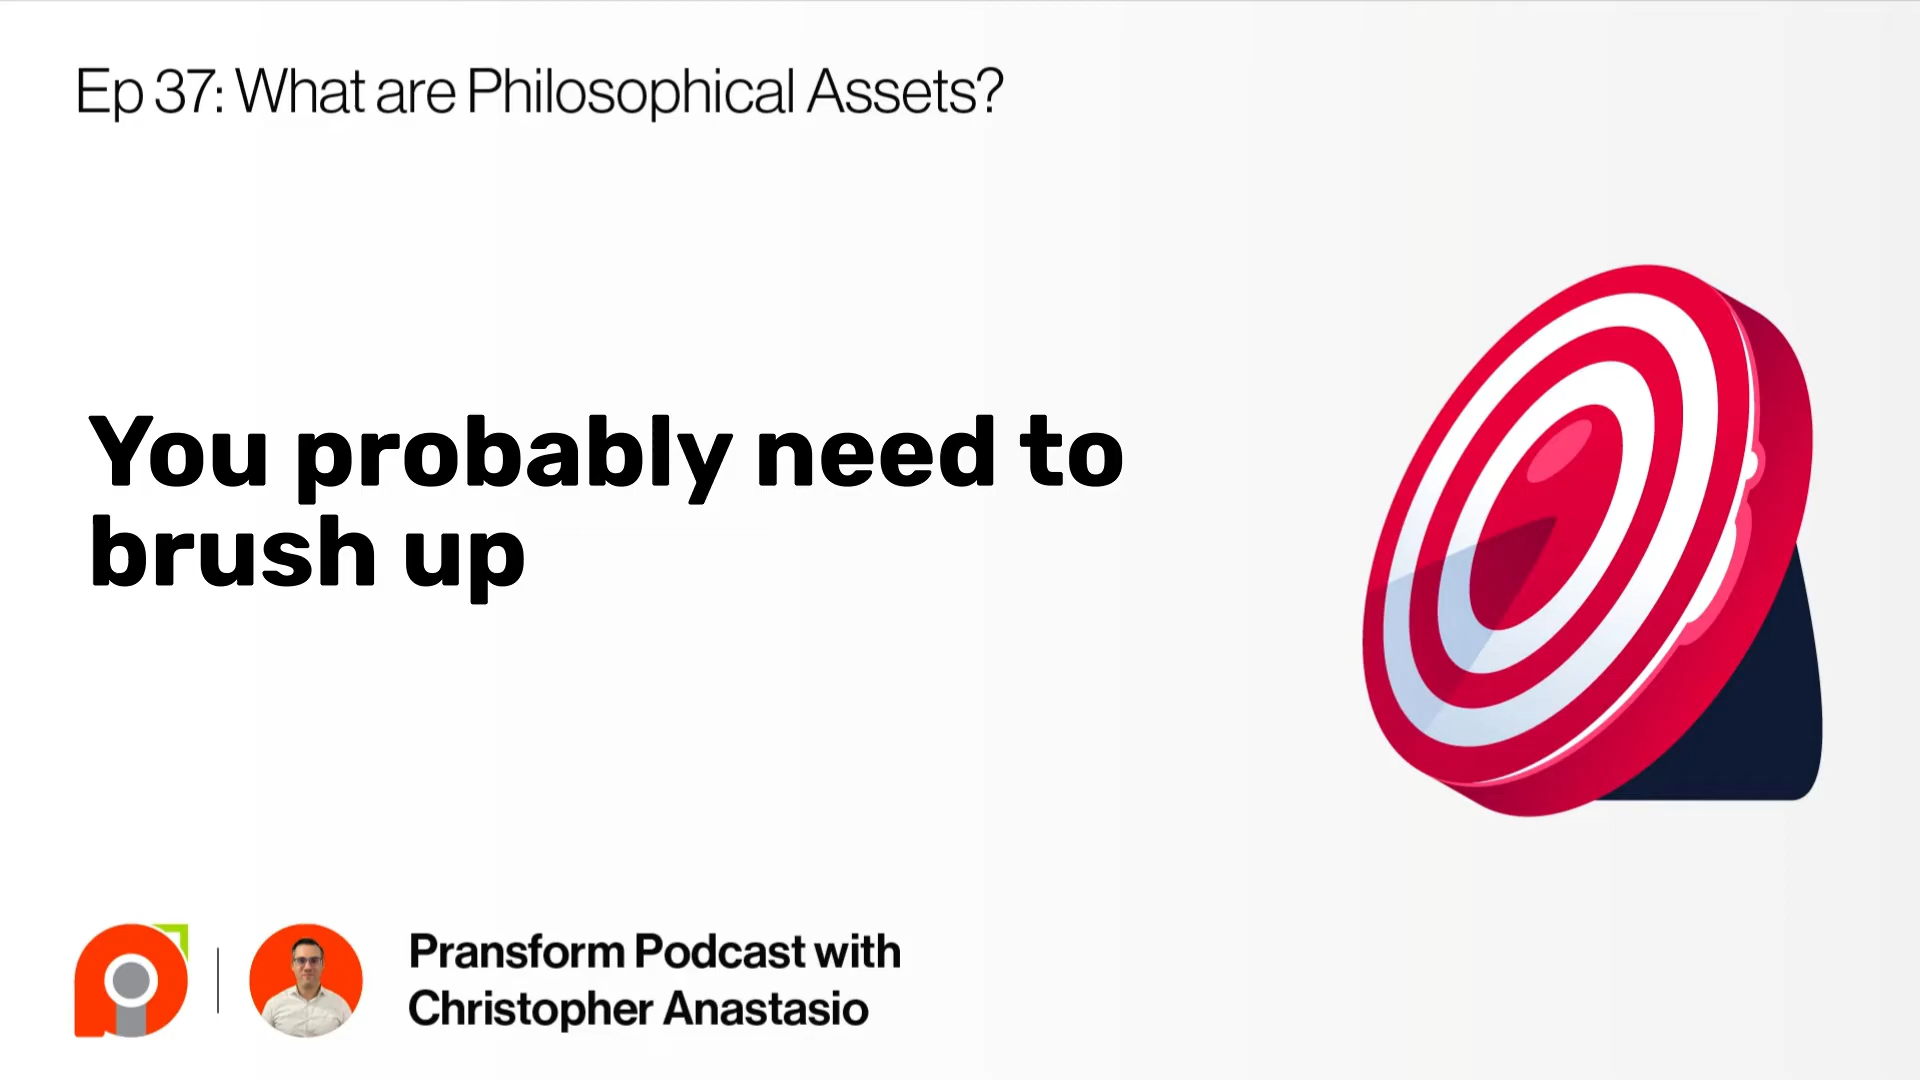 Ep 37: What are Philosophical Assets?
You probably need to
brush up
Pransform Podcast with
Christopher Anastasio